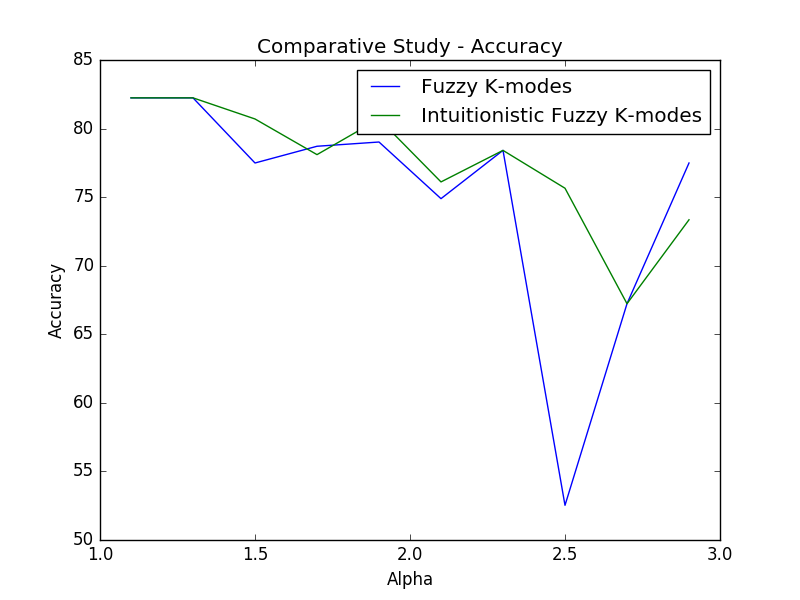 Comparative Study - Accuracy
Fuzzy K-modes
Intuitionistic Fuzzy K-modes
85
80
75
70
65
60
55
50
Accuracy
1.0 1.5 2.0 2.5 3.0
Alpha